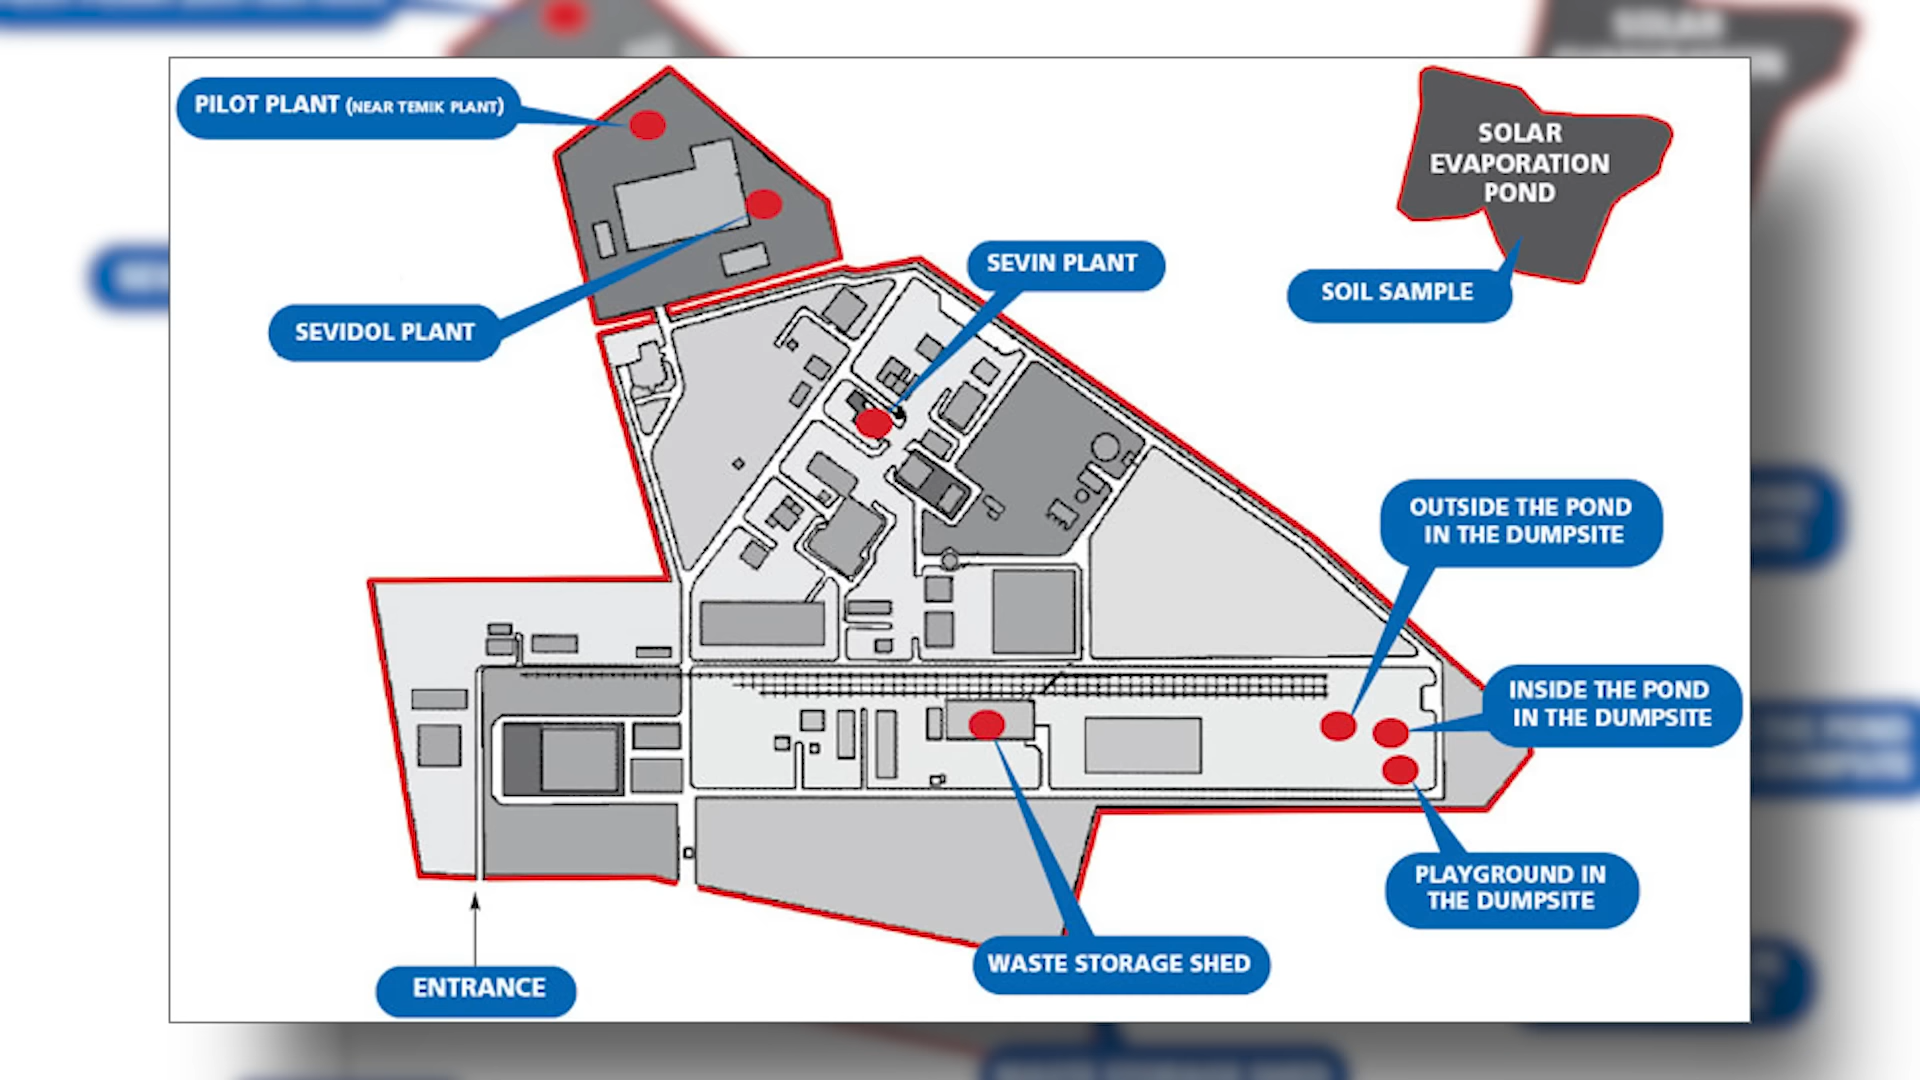 PILOT PLANT (NEAR TEMIK PLANT)
SOLAR
EVAPORATION
POND
SEVIN PLANT
SOIL SAMPLE
SEVIDOL PLANT
OUTSIDE THE POND
IN THE DUMPSITE
INSIDE THE POND
IN THE DUMPSITE
PLAYGROUND IN
THE DUMPSITE
WASTE STORAGE SHED
ENTRANCE